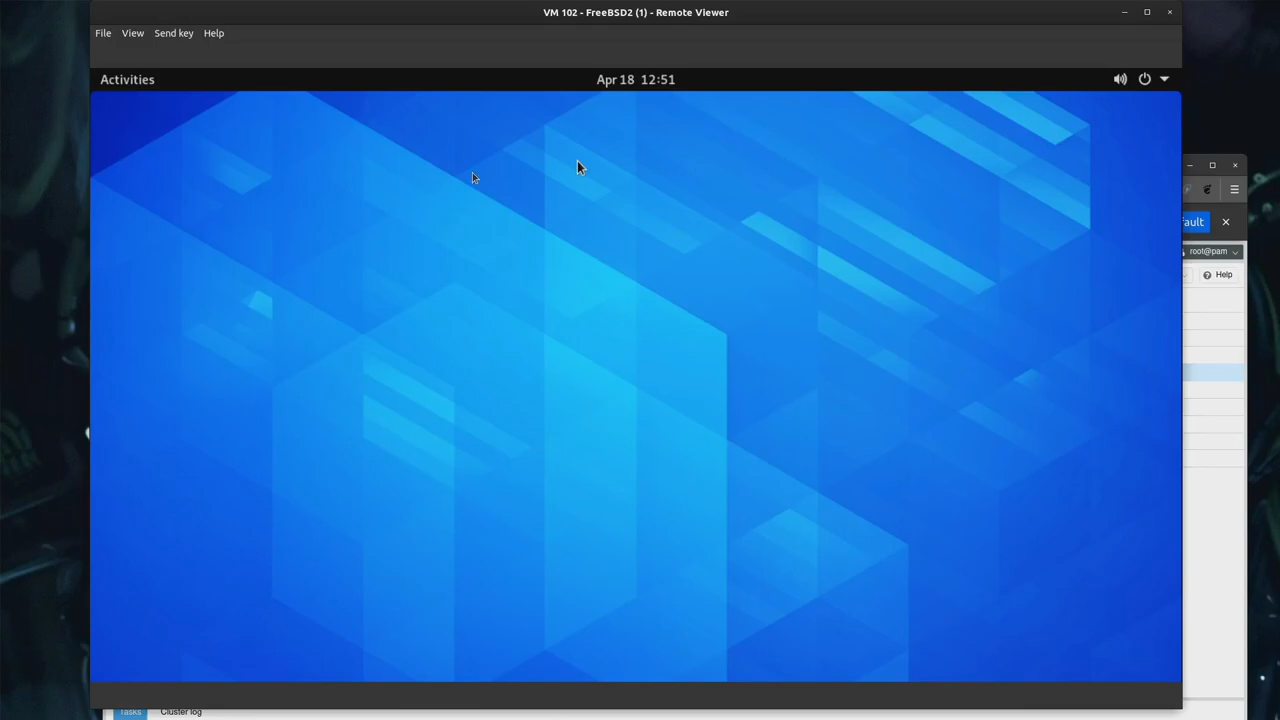 VM 102 - FreeBSD2 (1) - Remote Viewer
File View Send key Help
Activities Apr 18 12:51
fault
root@pam
Help
Tasks Cluster log